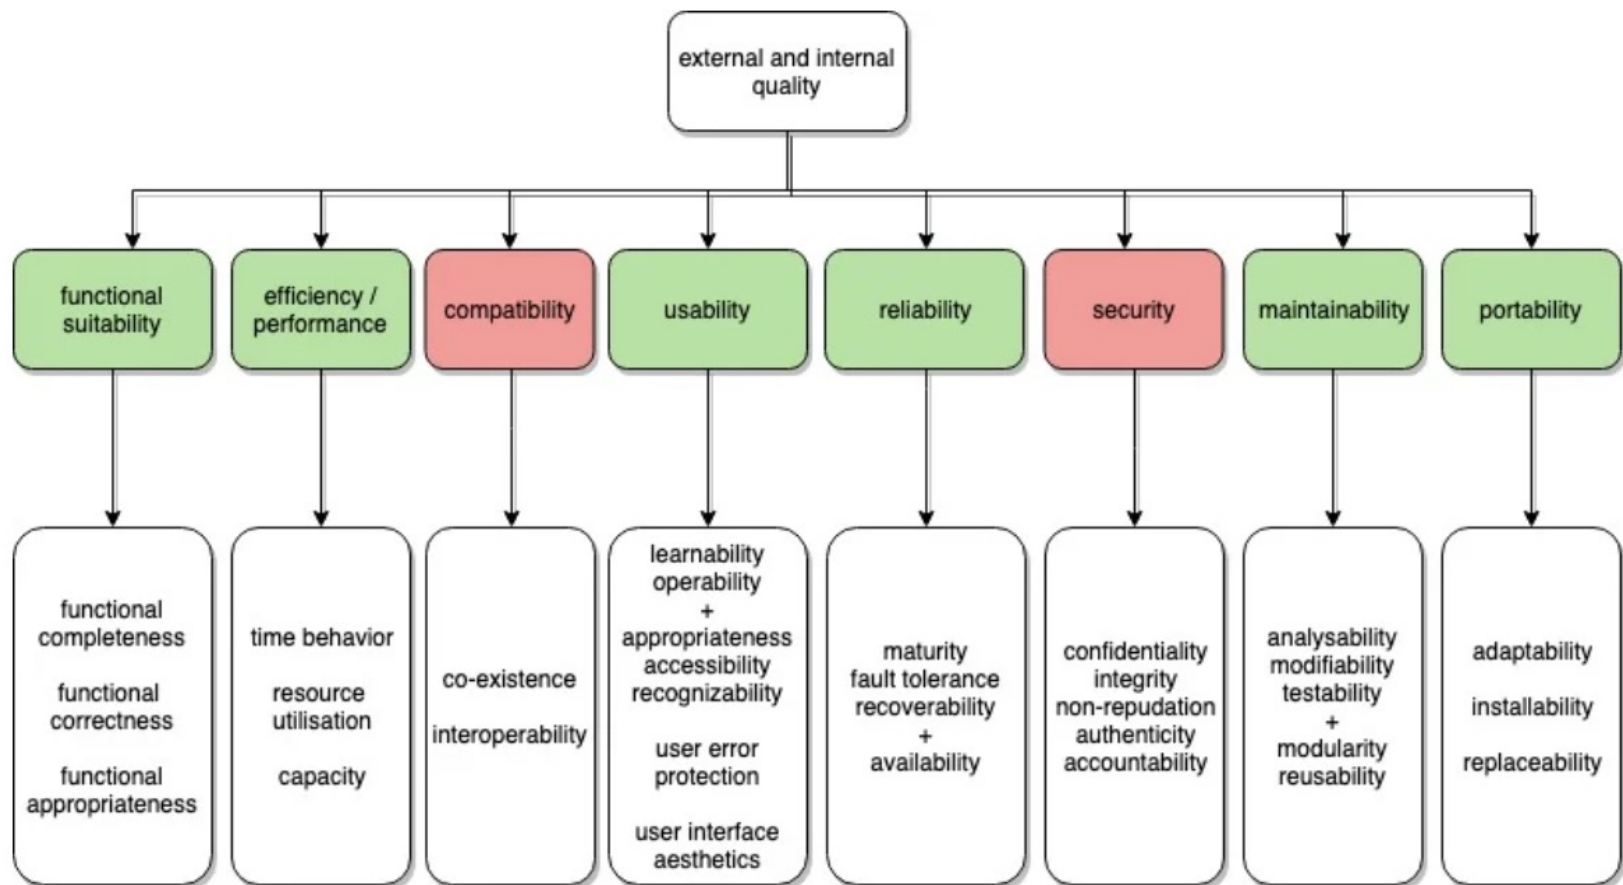 external and internal
quality
functional
suitability
efficiency /
performance
compatibility
usability
reliability
security
maintainability
portability
functional
completeness
functional
correctness
functional
appropriateness
time behavior
resource
utilisation
capacity
co-existence
interoperability
learnability
operability
+
appropriateness
accessibility
recognizability
user error
protection
user interface
aesthetics
maturity
fault tolerance
recoverability
+
availability
confidentiality
integrity
non-repudation
authenticity
accountability
analysability
modifiability
testability
+
modularity
reusability
adaptability
installability
replaceability